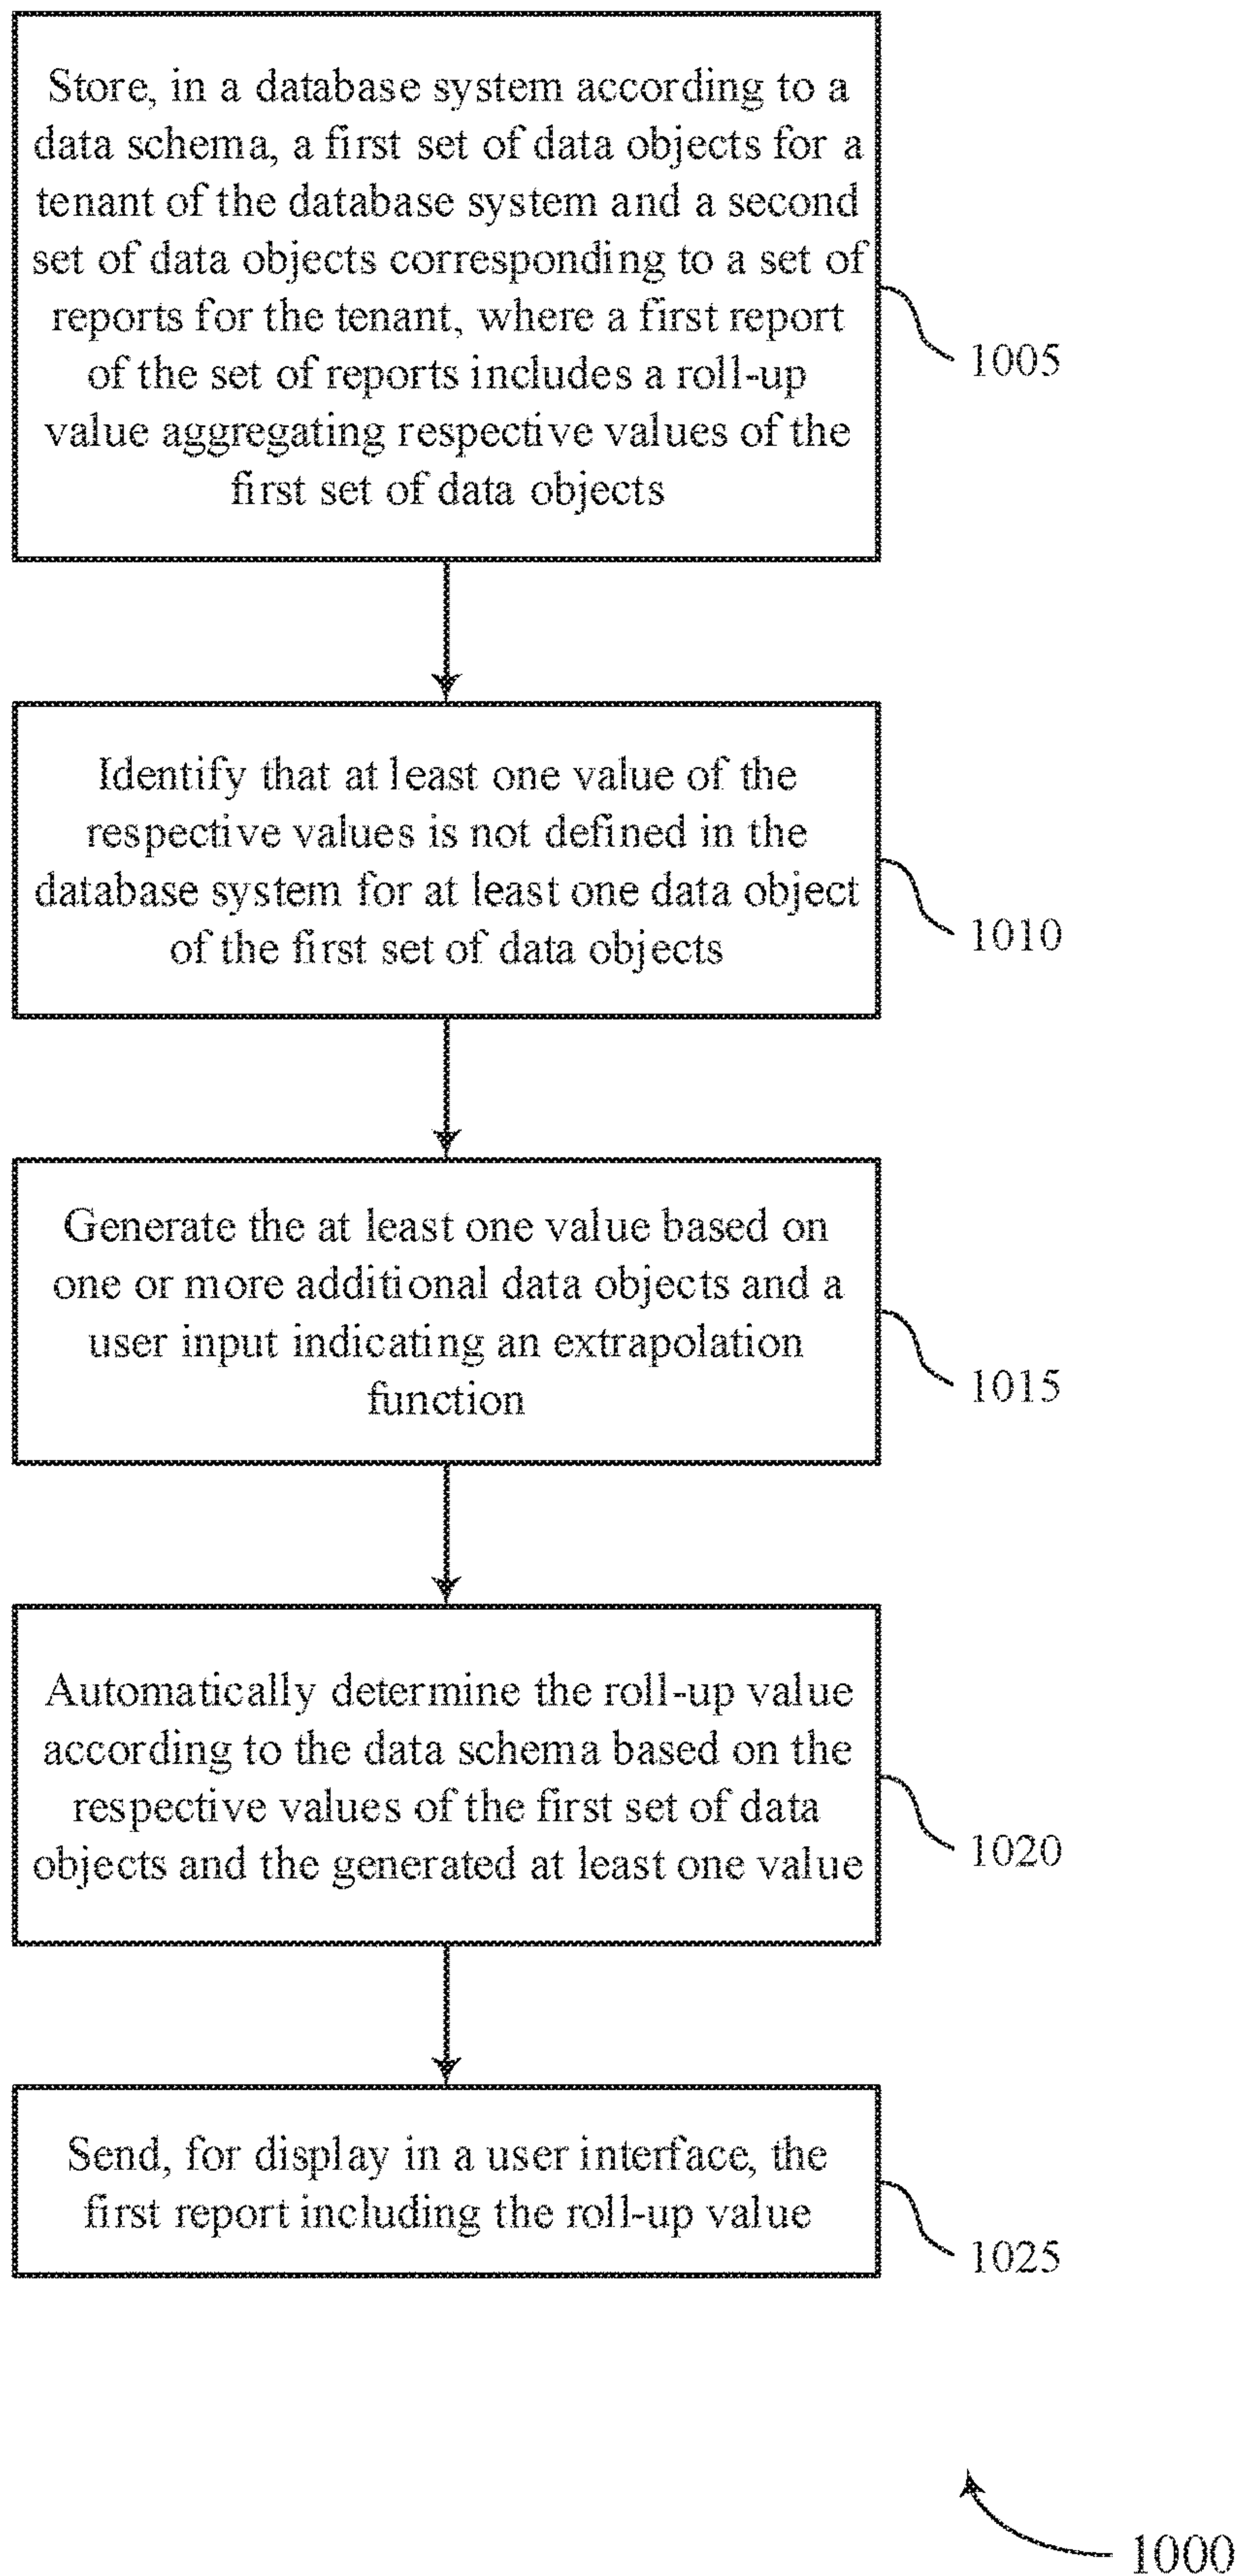 Store, in a database system according to a
data schema, a first set of data objects for a
tenant of the database system and a second
set of data objects corresponding to a set of
reports for the tenant, where a first report
of the set of reports includes a roll-up
value aggregating respective values of the
first set of data objects
1005
Identify that at least one value of the
respective values is not defined in the
database system for at least one data object
of the first set of data objects
1010
Generate the at least one value based on
one or more additional data objects and a
user input indicating an extrapolation
function
1015
Automatically determine the roll-up value
according to the data schema based on the
respective values of the first set of data
objects and the generated at least one value
1020
Send, for display in a user interface, the
first report including the roll-up value
1025
1000